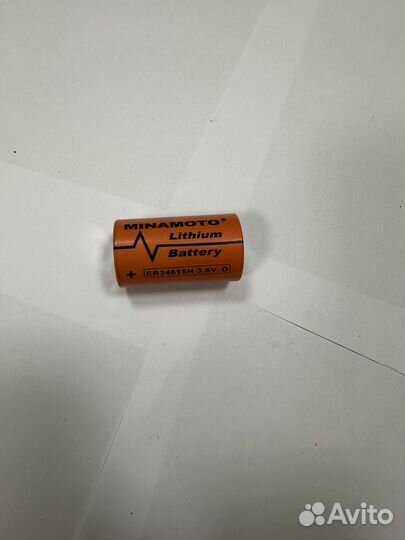 MINAMOTO®
Lithium
Battery
+ ER34615H 3.6V D
Avito